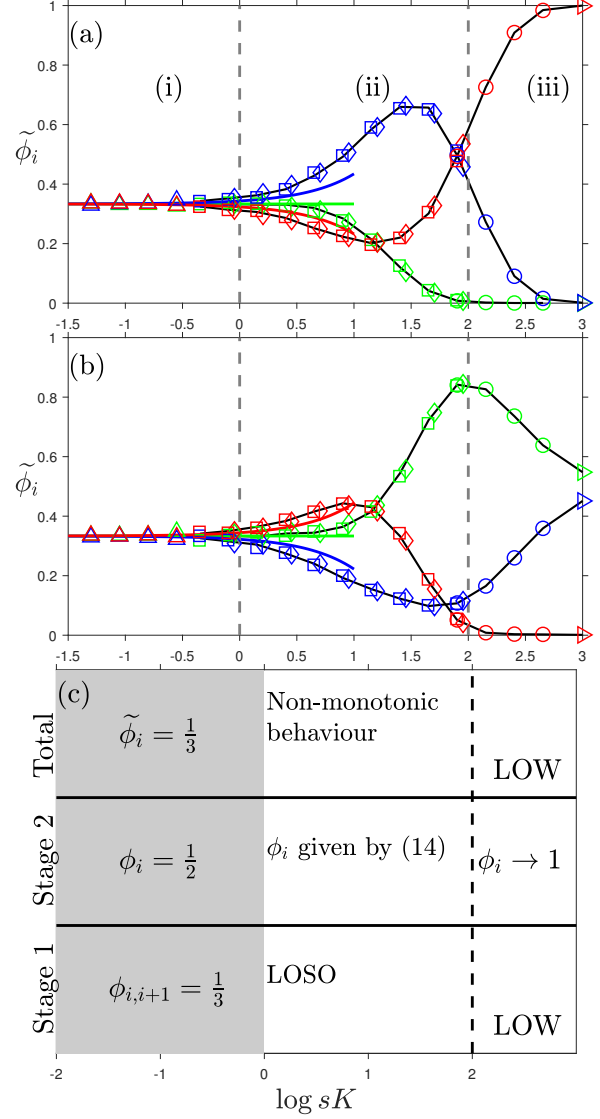 (a)
(i)
(ii)
(iii)
1
0.8
0.6
0.4
0.2
0
φ̃ᵢ
-1.5 -1 -0.5 0 0.5 1 1.5 2 2.5 3
(b)
1
0.8
0.6
0.4
0.2
0
φ̃ᵢ
-1.5 -1 -0.5 0 0.5 1 1.5 2 2.5 3
(c)
Total
φ̃ᵢ = 1/3
Non-monotonic
behaviour
LOW
Stage 2
φᵢ = 1/2
φᵢ given by (14)
φᵢ → 1
Stage 1
φᵢ,ᵢ₊₁ = 1/3
LOSO
LOW
-2 -1 0 0 1 2 3
log sK